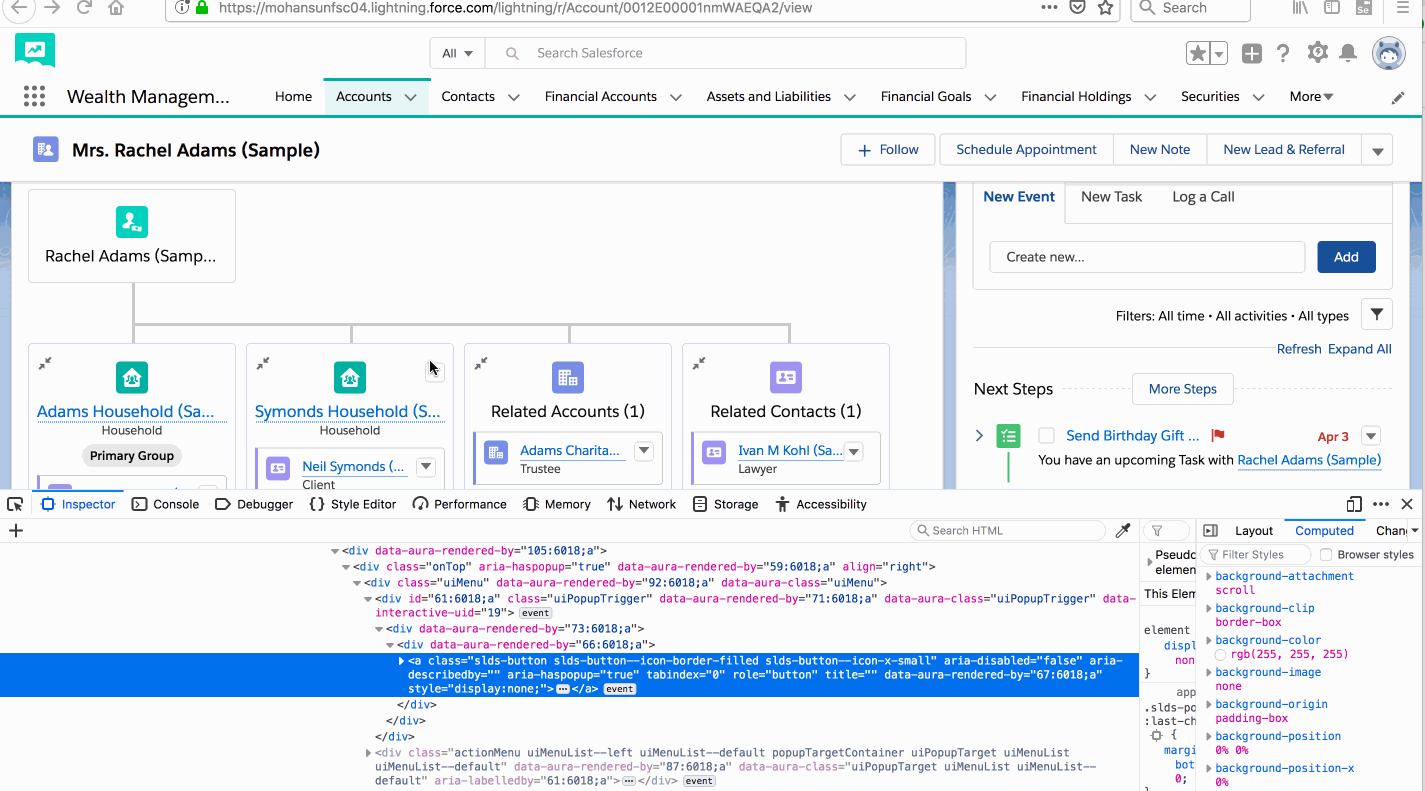 https://mohansunfsc04.lightning.force.com/lightning/r/Account/0012E00001nmWAEQA2/view
Search
All
Search Salesforce
Wealth Managem...
Home
Accounts
Contacts
Financial Accounts
Assets and Liabilities
Financial Goals
Financial Holdings
Securities
More
Mrs. Rachel Adams (Sample)
+ Follow
Schedule Appointment
New Note
New Lead & Referral
Rachel Adams (Samp...
Adams Household (Sa...
Household
Primary Group
Symonds Household (S...
Household
Neil Symonds (...
Client
Related Accounts (1)
Adams Charita...
Trustee
Related Contacts (1)
Ivan M Kohl (Sa...
Lawyer
New Event
New Task
Log a Call
Create new...
Add
Filters: All time • All activities • All types
Refresh Expand All
Next Steps
More Steps
Send Birthday Gift ...
Apr 3
You have an upcoming Task with Rachel Adams (Sample)
Inspector
Console
Debugger
{} Style Editor
Performance
Memory
Network
Storage
Accessibility
+
Search HTML
<div data-aura-rendered-by="105:6018;a">
<div class="onTop" aria-haspopup="true" data-aura-rendered-by="59:6018;a" align="right">
<div class="uiMenu" data-aura-rendered-by="92:6018;a" data-aura-class="uiMenu">
<div id="61:6018;a" class="uiPopupTrigger" data-aura-rendered-by="71:6018;a" data-aura-class="uiPopupTrigger" data-
interactive-uid="19"> event
<div data-aura-rendered-by="73:6018;a">
<div data-aura-rendered-by="66:6018;a">
<a class="slds-button slds-button--icon-border-filled slds-button--icon-x-small" aria-disabled="false" aria-
describedby="" aria-haspopup="true" tabindex="0" role="button" title="" data-aura-rendered-by="67:6018;a"
style="display:none;">…</a> event
</div>
</div>
</div>
<div class="actionMenu uiMenuList--left uiMenuList--default popupTargetContainer uiPopupTarget uiMenuList
uiMenuList--default" data-aura-rendered-by="87:6018;a" data-aura-class="uiPopupTarget uiMenuList uiMenuList--
default" aria-labelledby="61:6018;a">…</div> event
Pseudo
elemen
This Elem
element
displ
none
}
app
.slds-po
:last-ch
{
margi
bot
0;
Layout
Computed
Chan
Filter Styles
Browser styles
background-attachment
scroll
background-clip
border-box
background-color
rgb(255, 255, 255)
background-image
none
background-origin
padding-box
background-position
0% 0%
background-position-x
0%